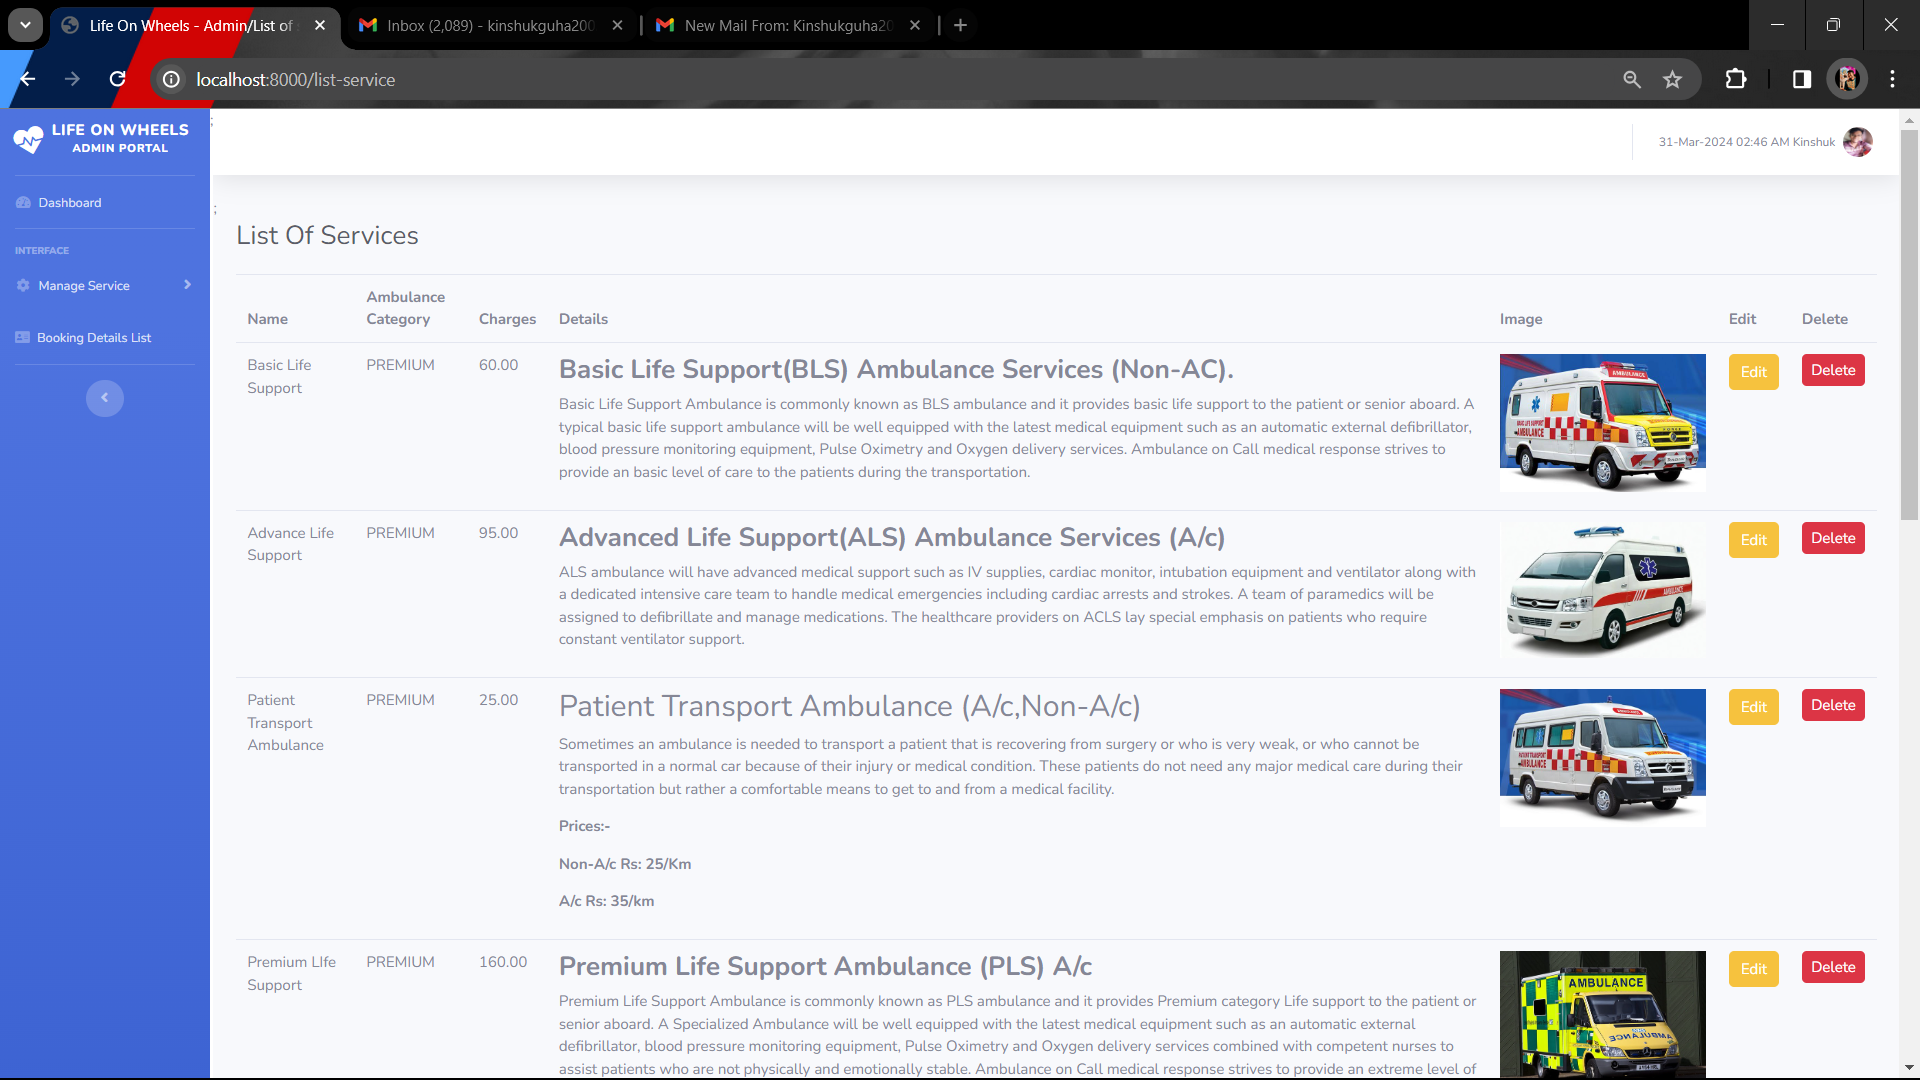 Life On Wheels - Admin/List of
Inbox (2,089) - kinshukguha200
New Mail From: Kinshukguha20
localhost:8000/list-service
LIFE ON WHEELS
ADMIN PORTAL
Dashboard
INTERFACE
Manage Service
Booking Details List
;
31-Mar-2024 02:46 AM Kinshuk
;
List Of Services
Name
Ambulance
Category
Charges
Details
Image
Edit
Delete
Basic Life
Support
PREMIUM
60.00
Basic Life Support(BLS) Ambulance Services (Non-AC).
Basic Life Support Ambulance is commonly known as BLS ambulance and it provides basic life support to the patient or senior aboard. A
typical basic life support ambulance will be well equipped with the latest medical equipment such as an automatic external defibrillator,
blood pressure monitoring equipment, Pulse Oximetry and Oxygen delivery services. Ambulance on Call medical response strives to
provide an basic level of care to the patients during the transportation.
AMBULANCE
BASIC LIFE SUPPORT
AMBULANCE
Edit
Delete
Advance Life
Support
PREMIUM
95.00
Advanced Life Support(ALS) Ambulance Services (A/c)
ALS ambulance will have advanced medical support such as IV supplies, cardiac monitor, intubation equipment and ventilator along with
a dedicated intensive care team to handle medical emergencies including cardiac arrests and strokes. A team of paramedics will be
assigned to defibrillate and manage medications. The healthcare providers on ACLS lay special emphasis on patients who require
constant ventilator support.
AMBULANCE
Edit
Delete
Patient
Transport
Ambulance
PREMIUM
25.00
Patient Transport Ambulance (A/c,Non-A/c)
Sometimes an ambulance is needed to transport a patient that is recovering from surgery or who is very weak, or who cannot be
transported in a normal car because of their injury or medical condition. These patients do not need any major medical care during their
transportation but rather a comfortable means to get to and from a medical facility.
Prices:-
Non-A/c Rs: 25/Km
A/c Rs: 35/km
AMBULANCE
PATIENT TRANSPORT
AMBULANCE
Edit
Delete
Premium LIfe
Support
PREMIUM
160.00
Premium Life Support Ambulance (PLS) A/c
Premium Life Support Ambulance is commonly known as PLS ambulance and it provides Premium category Life support to the patient or
senior aboard. A Specialized Ambulance will be well equipped with the latest medical equipment such as an automatic external
defibrillator, blood pressure monitoring equipment, Pulse Oximetry and Oxygen delivery services combined with competent nurses to
assist patients who are not physically and emotionally stable. Ambulance on Call medical response strives to provide an extreme level of
AMBULANCE
AMBULANCE
Edit
Delete